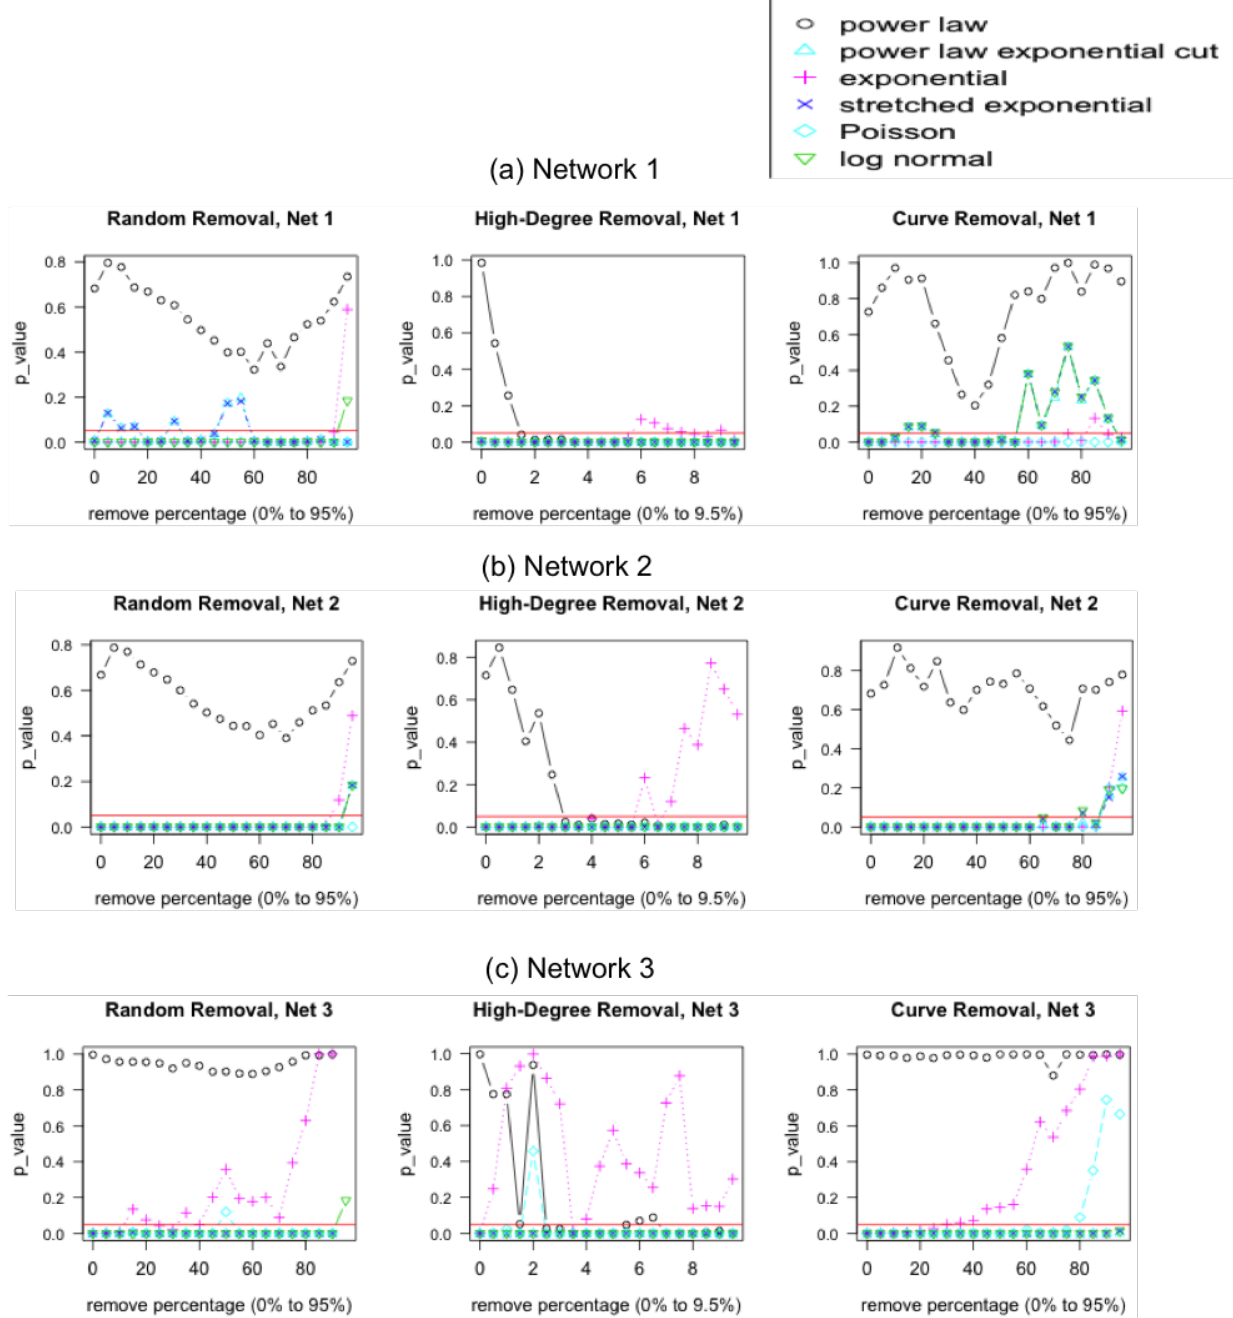 power law
power law exponential cut
exponential
stretched exponential
Poisson
log normal
(a) Network 1
Random Removal, Net 1
High-Degree Removal, Net 1
Curve Removal, Net 1
p_value
0.8
0.6
0.4
0.2
0.0
0 20 40 60 80
remove percentage (0% to 95%)
p_value
1.0
0.8
0.6
0.4
0.2
0.0
0 2 4 6 8
remove percentage (0% to 9.5%)
p_value
1.0
0.8
0.6
0.4
0.2
0.0
0 20 40 60 80
remove percentage (0% to 95%)
(b) Network 2
Random Removal, Net 2
High-Degree Removal, Net 2
Curve Removal, Net 2
p_value
0.8
0.6
0.4
0.2
0.0
0 20 40 60 80
remove percentage (0% to 95%)
p_value
0.8
0.6
0.4
0.2
0.0
0 2 4 6 8
remove percentage (0% to 9.5%)
p_value
0.8
0.6
0.4
0.2
0.0
0 20 40 60 80
remove percentage (0% to 95%)
(c) Network 3
Random Removal, Net 3
High-Degree Removal, Net 3
Curve Removal, Net 3
p_value
1.0
0.8
0.6
0.4
0.2
0.0
0 20 40 60 80
remove percentage (0% to 95%)
p_value
1.0
0.8
0.6
0.4
0.2
0.0
0 2 4 6 8
remove percentage (0% to 9.5%)
p_value
1.0
0.8
0.6
0.4
0.2
0.0
0 20 40 60 80
remove percentage (0% to 95%)